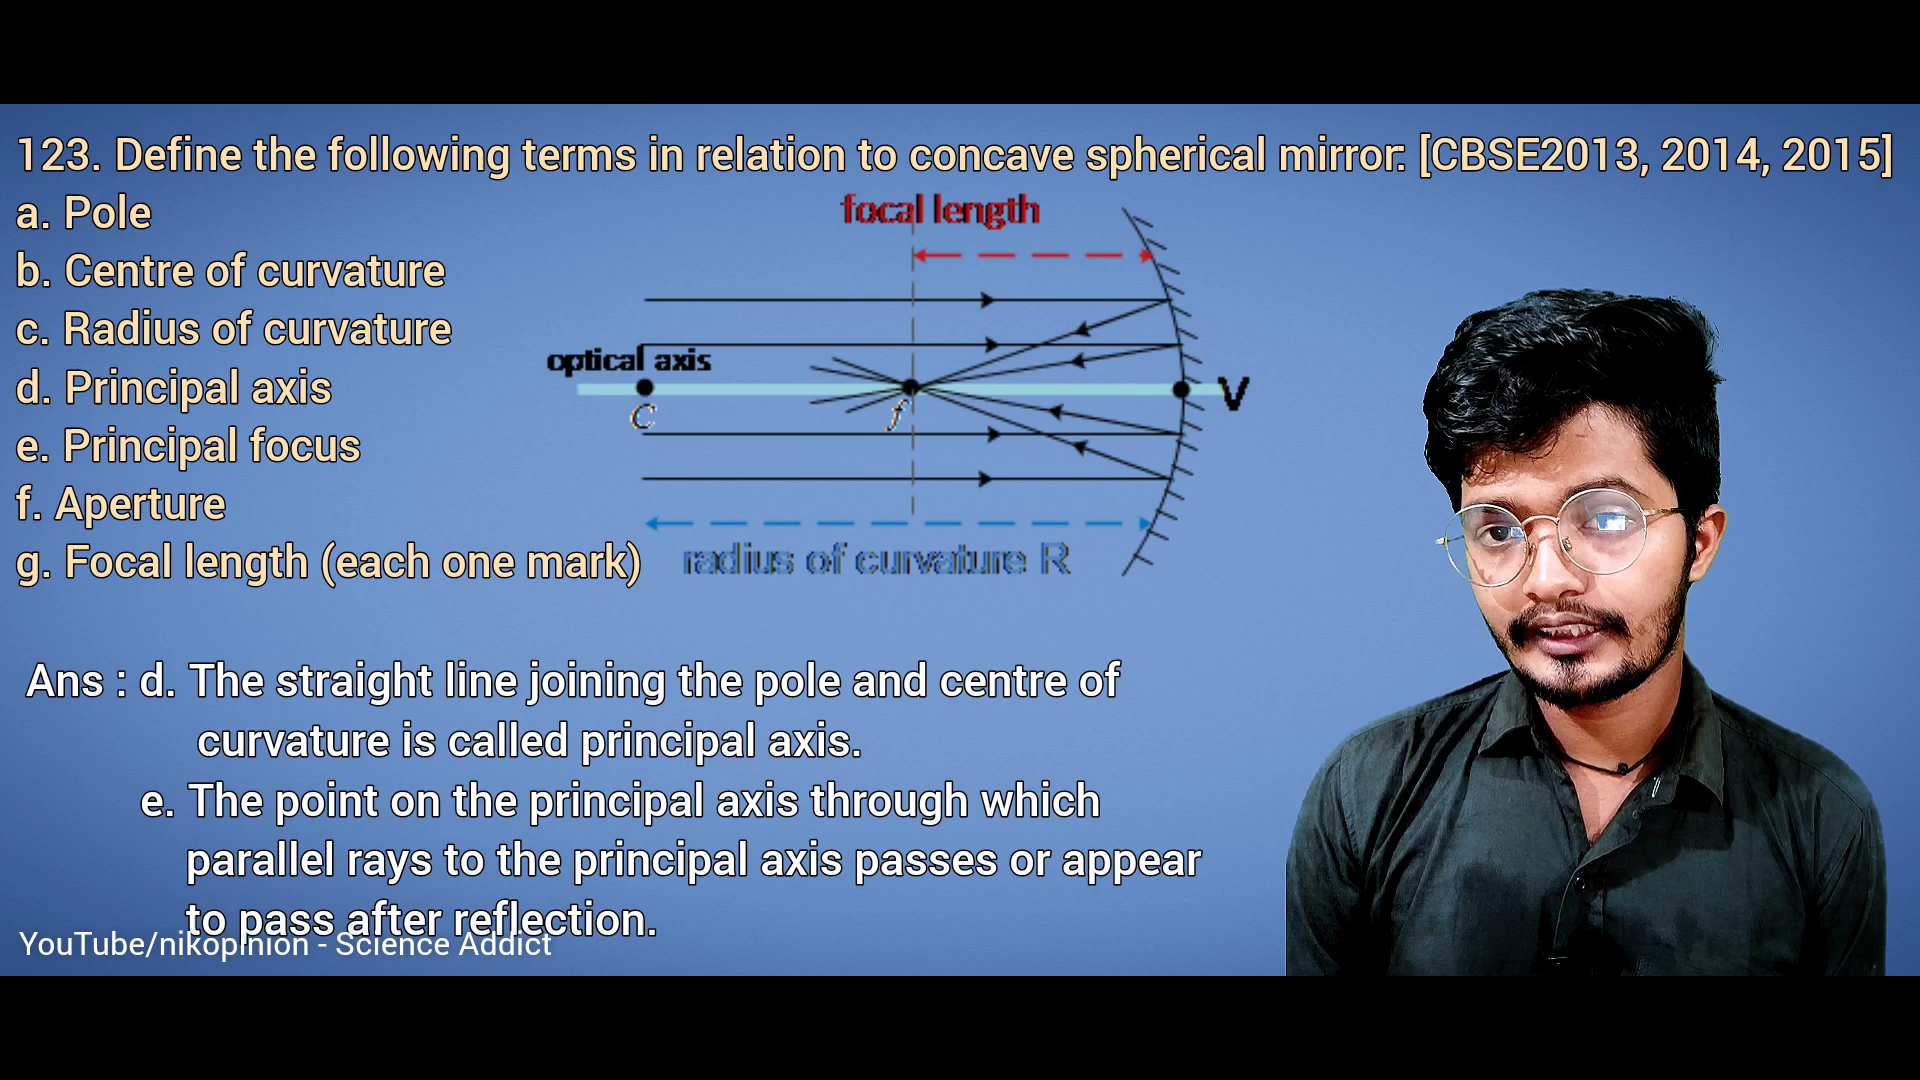 123. Define the following terms in relation to concave spherical mirror: [CBSE2013, 2014, 2015]
a. Pole
b. Centre of curvature
c. Radius of curvature
d. Principal axis
e. Principal focus
f. Aperture
g. Focal length (each one mark)
focal length
optical axis
C
f
V
radius of curvature R
Ans : d. The straight line joining the pole and centre of
curvature is called principal axis.
e. The point on the principal axis through which
parallel rays to the principal axis passes or appear
to pass after reflection.
YouTube/nikopinion - Science Addict